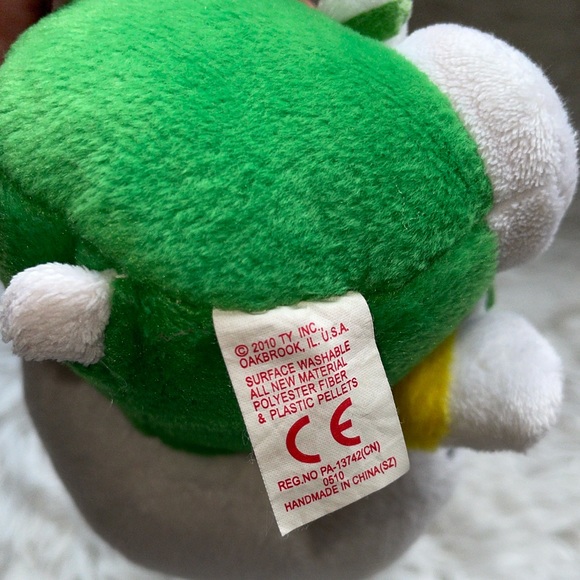 © 2010 TY INC.,
OAKBROOK, IL. U.S.A.
SURFACE WASHABLE
ALL NEW MATERIAL
POLYESTER FIBER
& PLASTIC PELLETS
CE
REG.NO PA-13742(CN)
0510
HANDMADE IN CHINA(SZ)